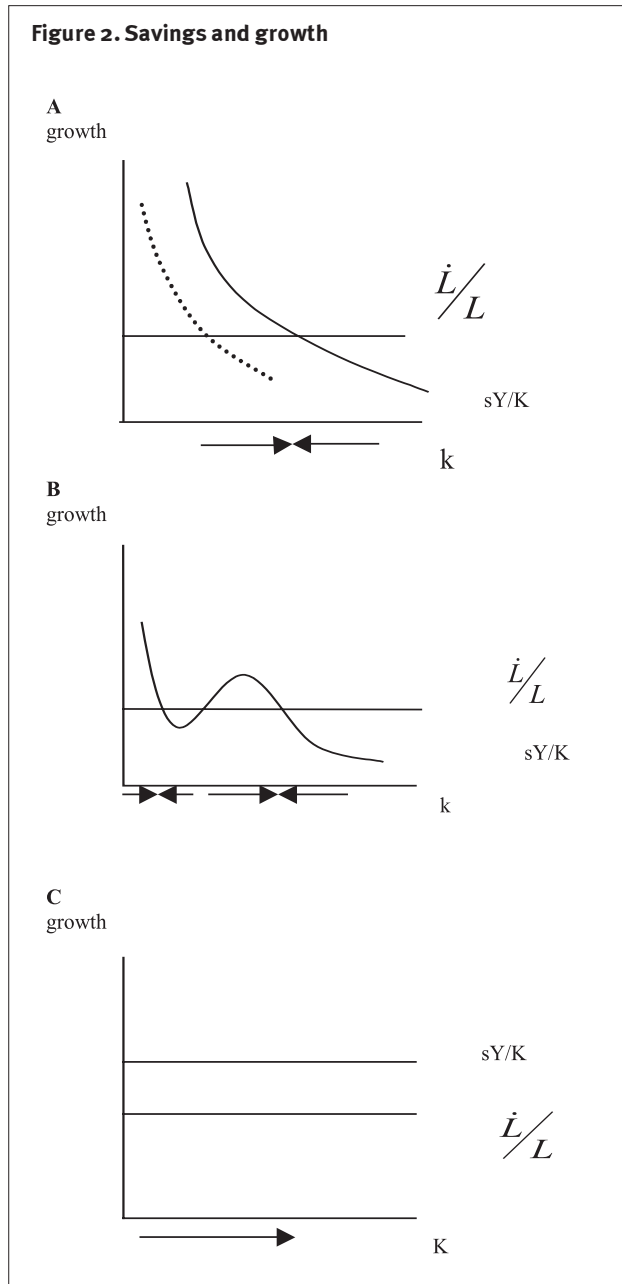 Figure 2. Savings and growth
A
growth
L̇/L
sY/K
k
B
growth
L̇/L
sY/K
k
C
growth
sY/K
L̇/L
K